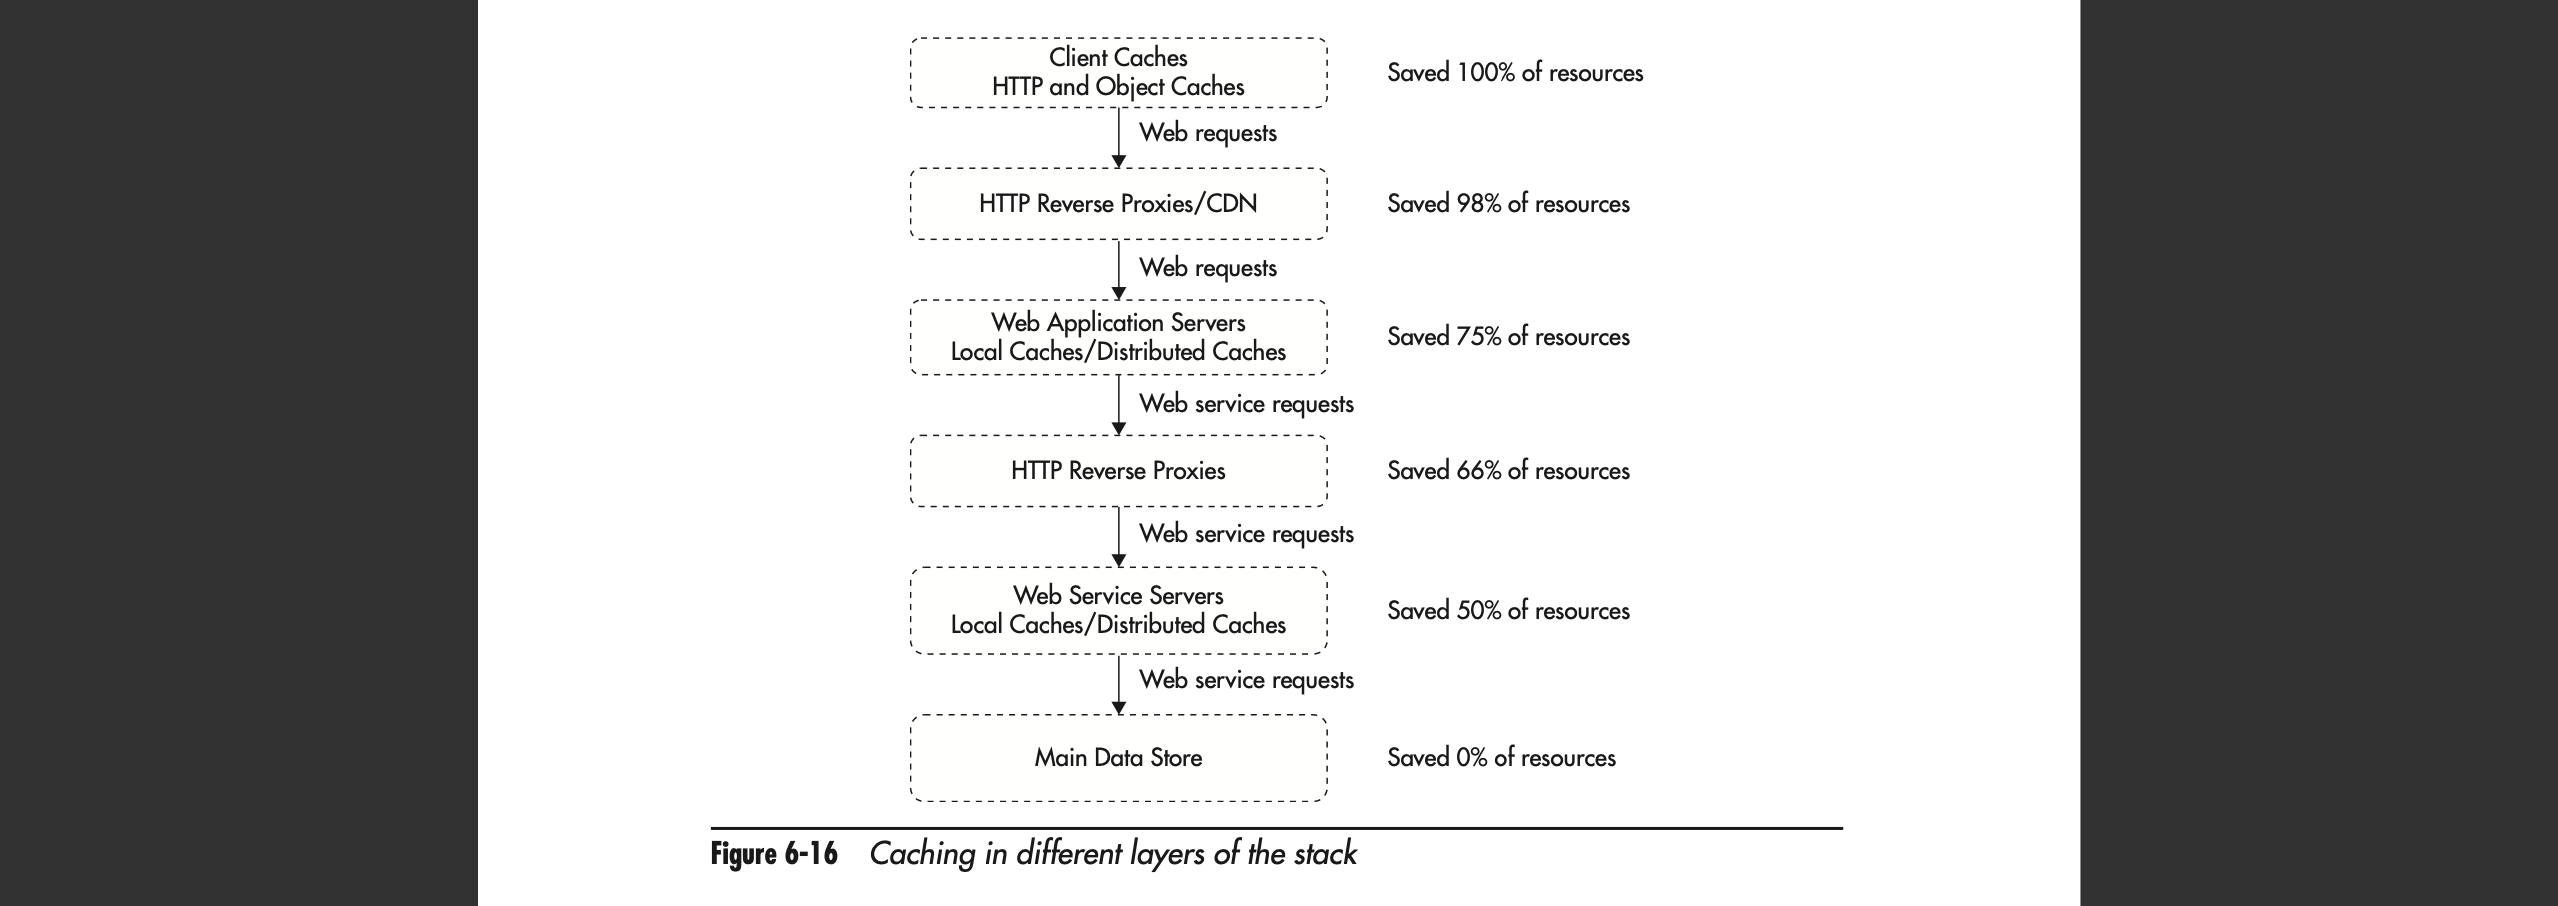 Client Caches
HTTP and Object Caches
Saved 100% of resources
Web requests
HTTP Reverse Proxies/CDN
Saved 98% of resources
Web requests
Web Application Servers
Local Caches/Distributed Caches
Saved 75% of resources
Web service requests
HTTP Reverse Proxies
Saved 66% of resources
Web service requests
Web Service Servers
Local Caches/Distributed Caches
Saved 50% of resources
Web service requests
Main Data Store
Saved 0% of resources
Figure 6-16 Caching in different layers of the stack